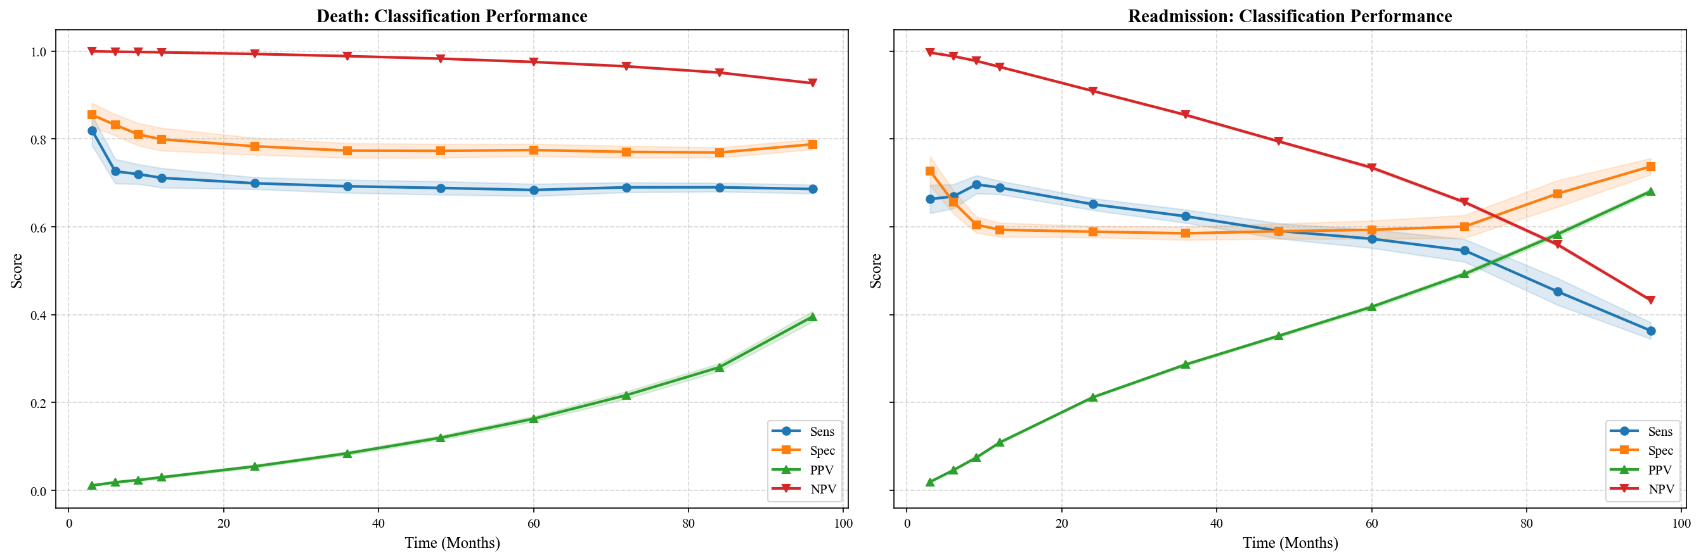 Death: Classification Performance
Score
1.0
0.8
0.6
0.4
0.2
0.0
0 20 40 60 80 100
Time (Months)
Sens
Spec
PPV
NPV
Readmission: Classification Performance
Score
0 20 40 60 80 100
Time (Months)
Sens
Spec
PPV
NPV